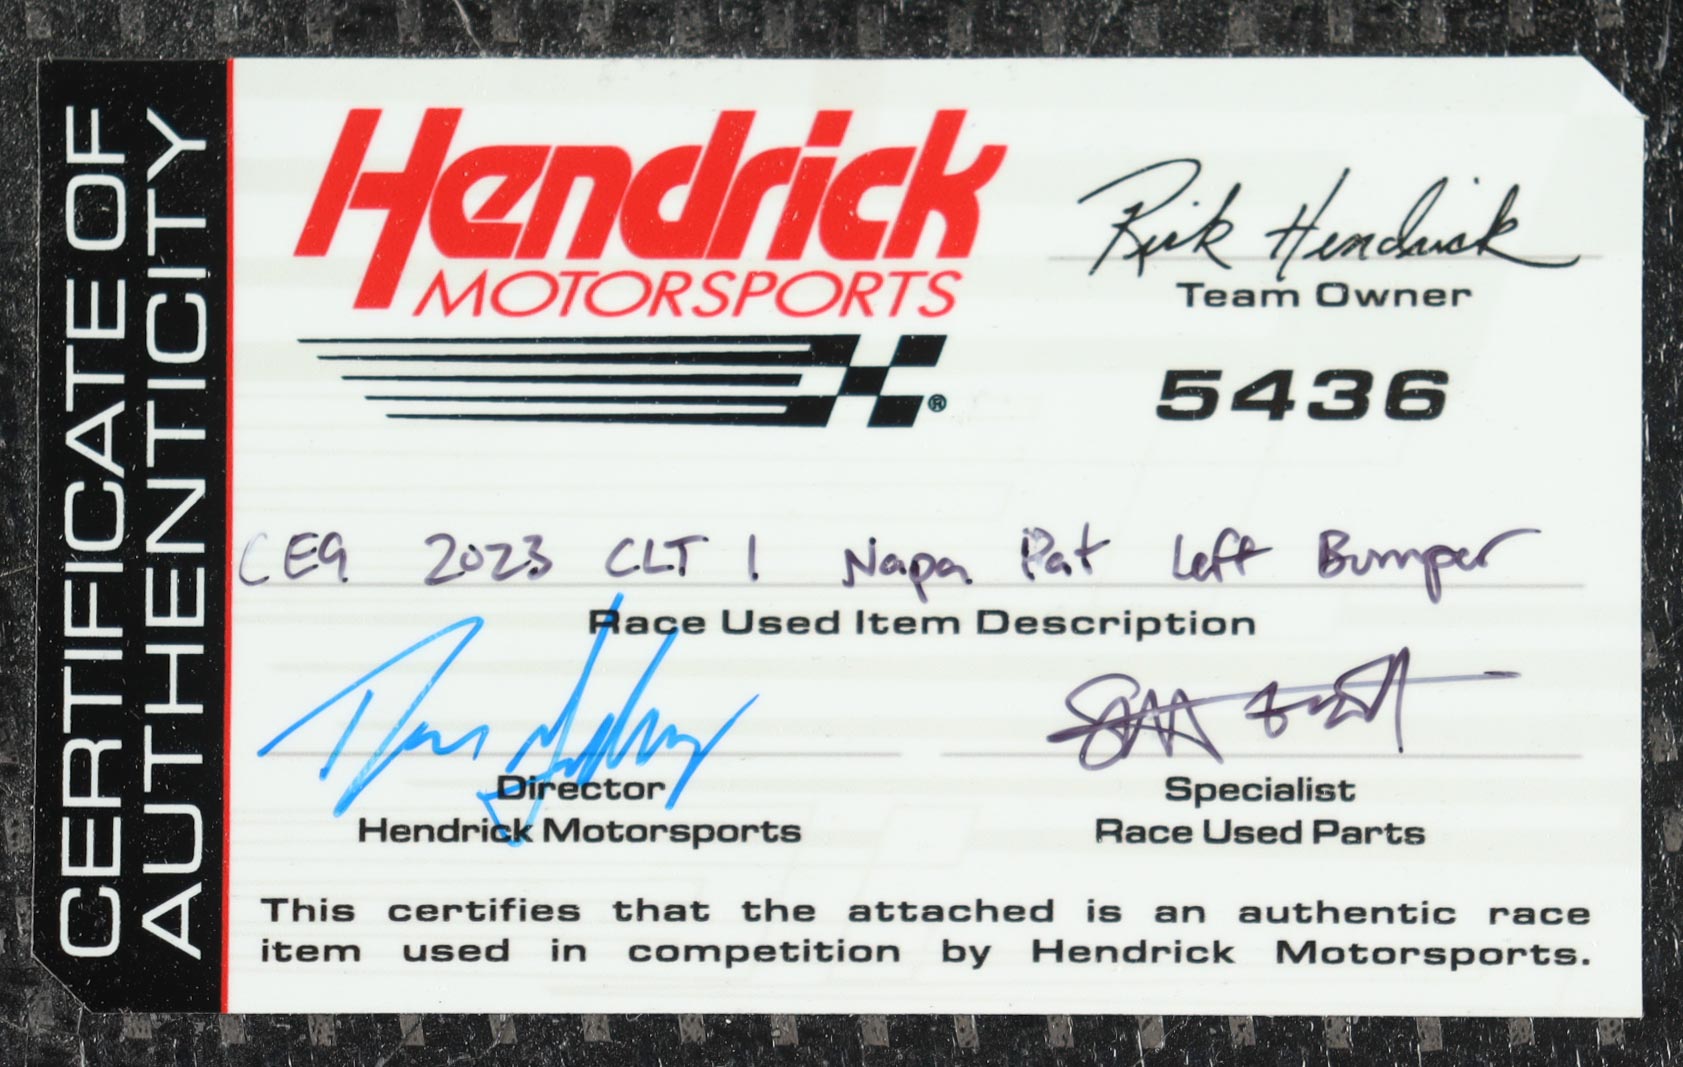 CERTIFICATE OF
AUTHENTICITY
Hendrick
MOTORSPORTS
®
Rick Hendrick
Team Owner
5436
CE9 2023 CLT 1 Napa Pat Left Bumper
Race Used Item Description
Director
Hendrick Motorsports
Specialist
Race Used Parts
This certifies that the attached is an authentic race
item used in competition by Hendrick Motorsports.